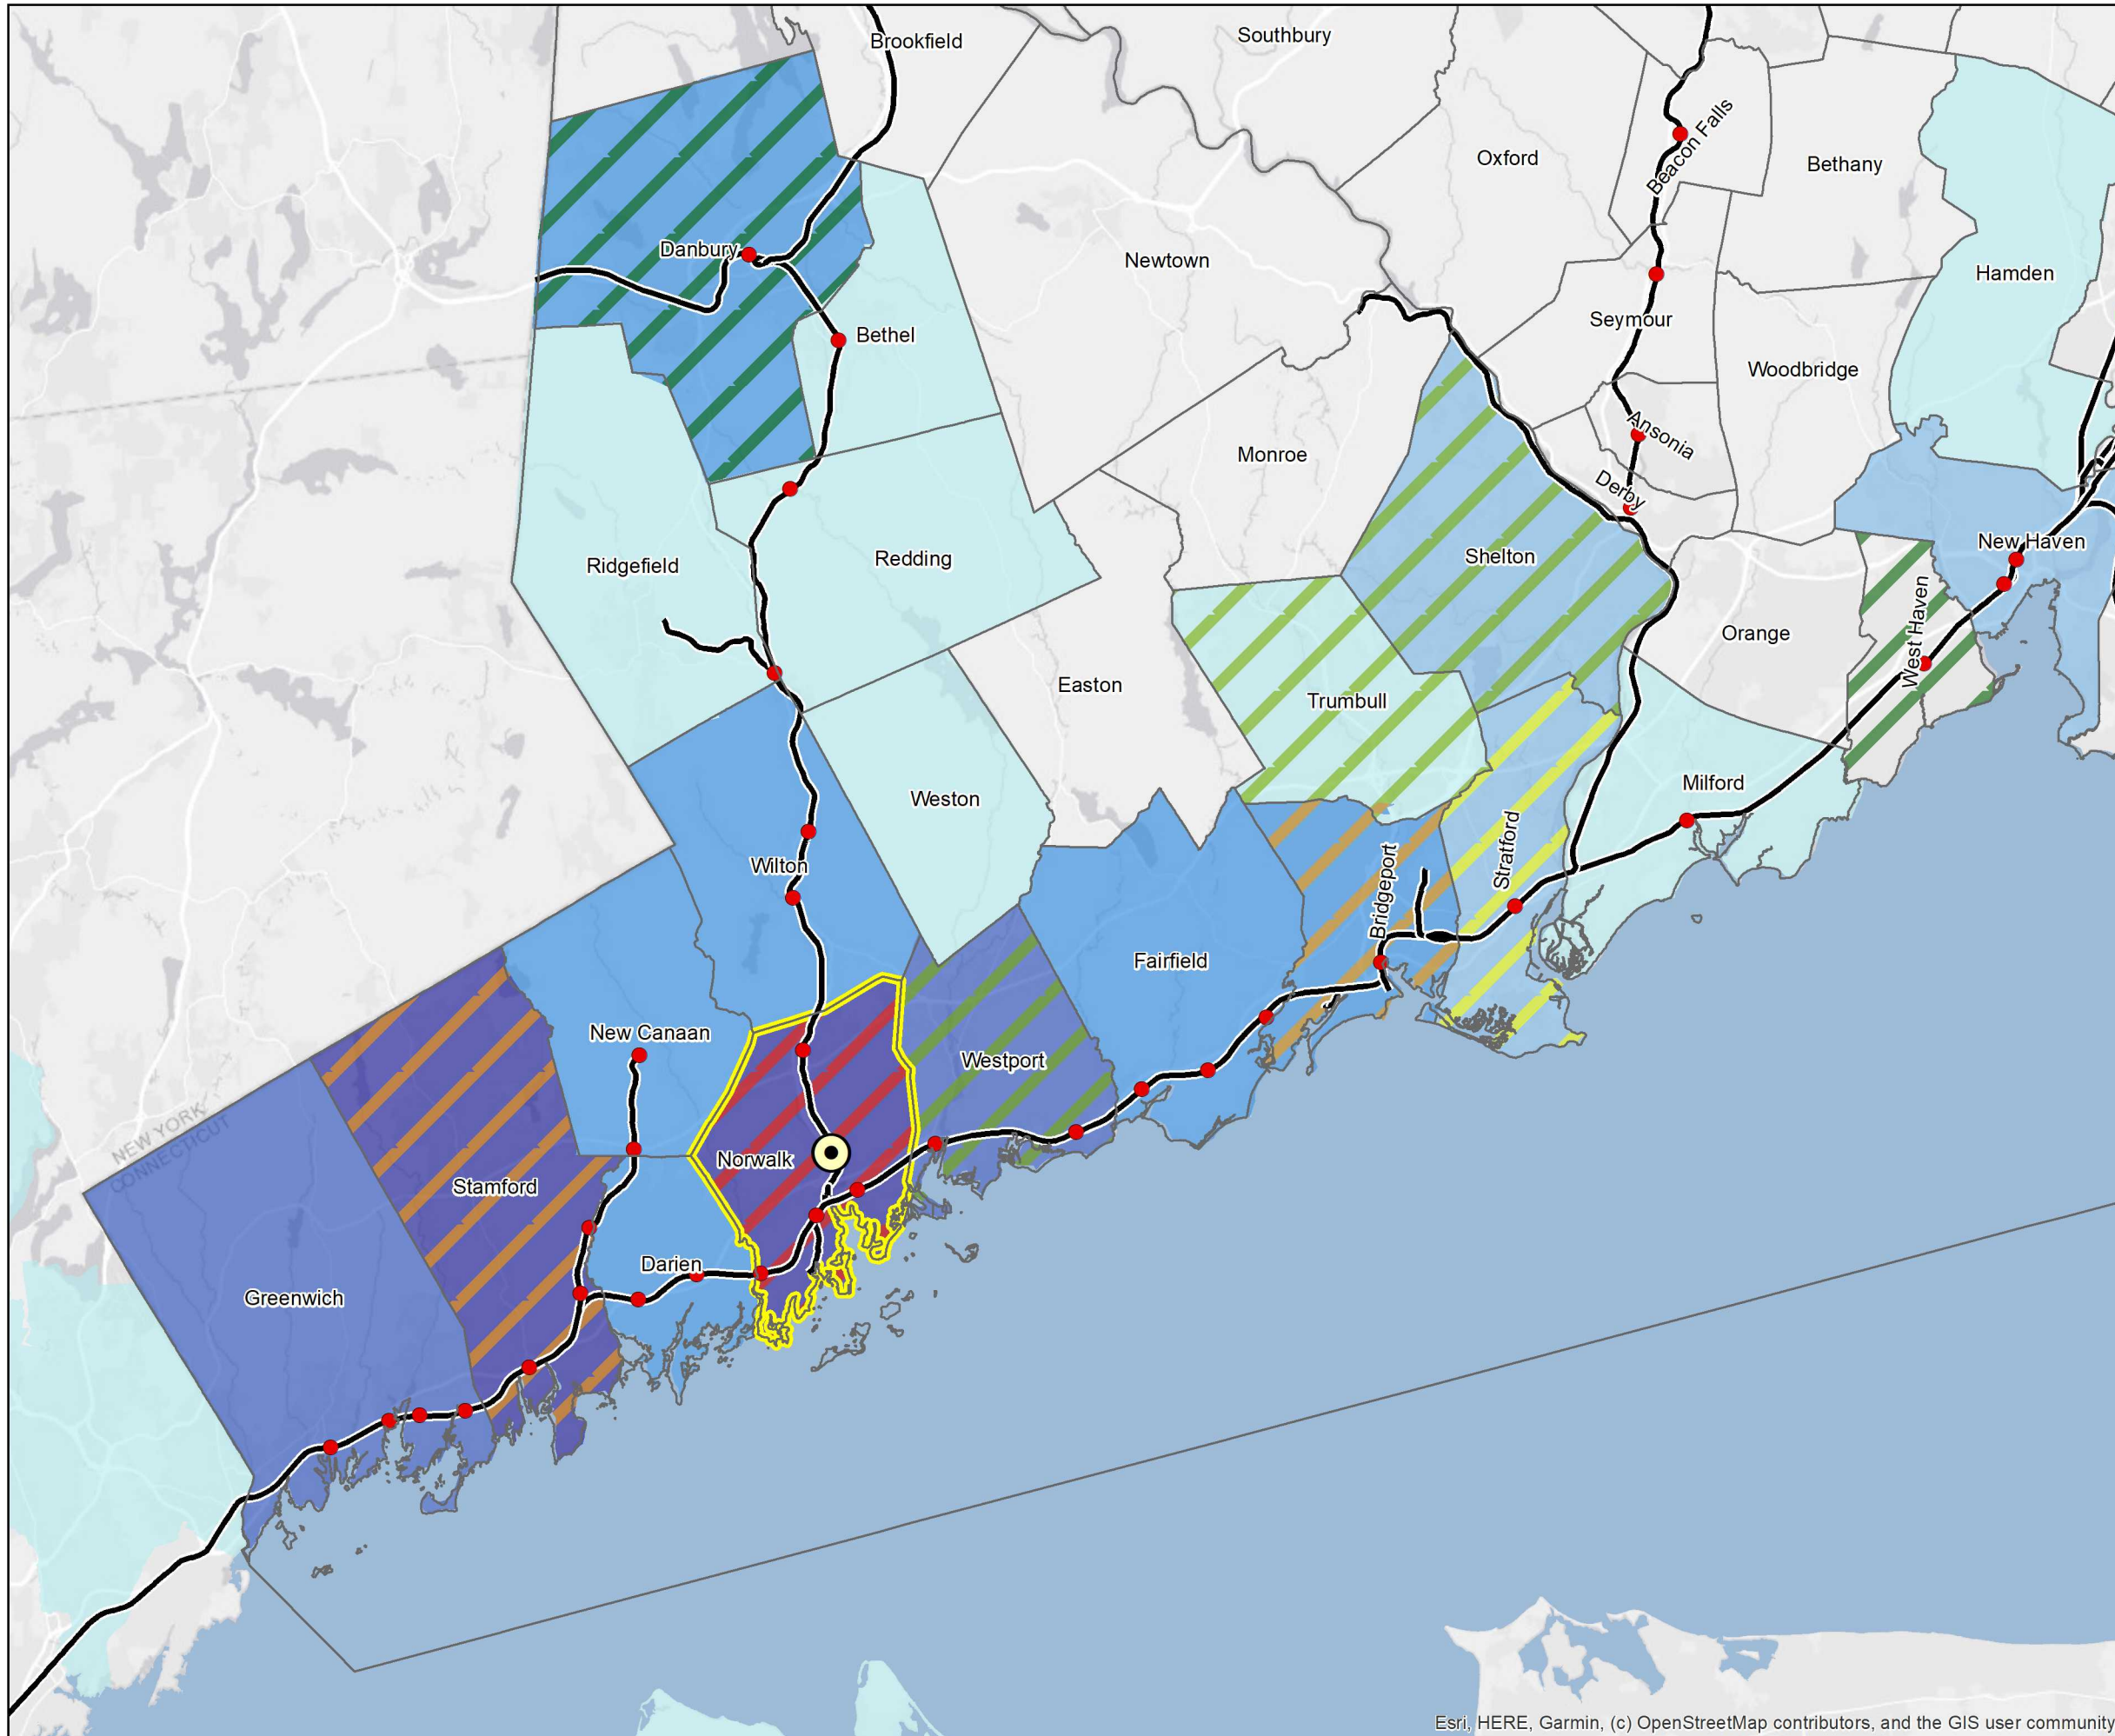 Brookfield
Southbury
Oxford
Beacon Falls
Bethany
Danbury
Newtown
Hamden
Seymour
Bethel
Woodbridge
Ansonia
Monroe
Derby
New Haven
Ridgefield
Redding
Shelton
West Haven
Orange
Easton
Trumbull
Milford
Weston
Stratford
Wilton
Bridgeport
Fairfield
New Canaan
Westport
NEW YORK
CONNECTICUT
Norwalk
Stamford
Darien
Greenwich
Esri, HERE, Garmin, (c) OpenStreetMap contributors, and the GIS user community